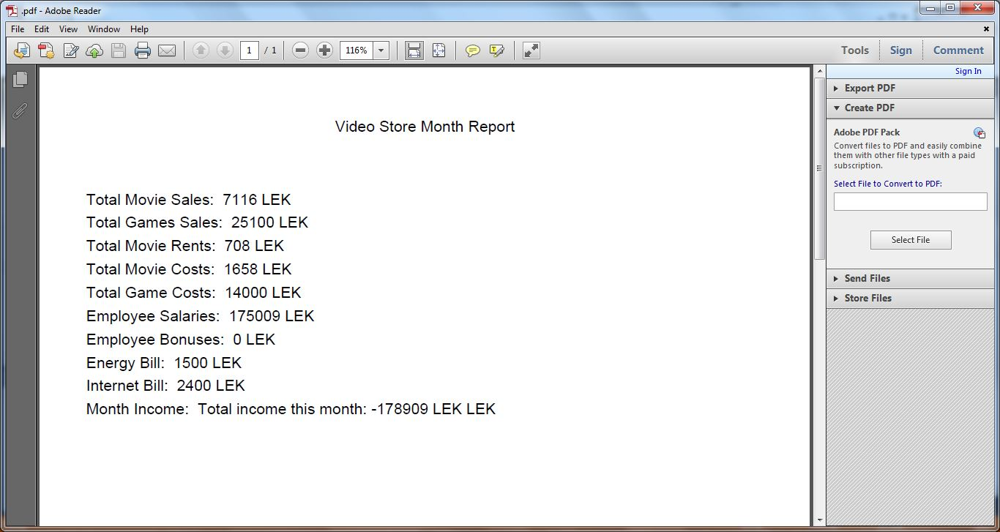 .pdf - Adobe Reader
File Edit View Window Help
1 / 1 116% Tools Sign Comment
Sign In
Export PDF
Create PDF
Adobe PDF Pack
Convert files to PDF and easily combine
them with other file types with a paid
subscription.
Select File to Convert to PDF:
Select File
Send Files
Store Files
Video Store Month Report
Total Movie Sales:  7116 LEK
Total Games Sales:  25100 LEK
Total Movie Rents:  708 LEK
Total Movie Costs:  1658 LEK
Total Game Costs:  14000 LEK
Employee Salaries:  175009 LEK
Employee Bonuses:  0 LEK
Energy Bill:  1500 LEK
Internet Bill:  2400 LEK
Month Income:  Total income this month: -178909 LEK LEK